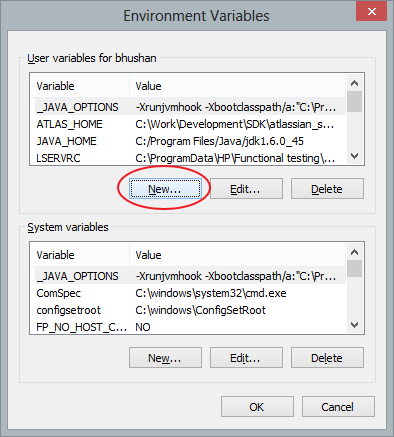 Environment Variables
User variables for bhushan
Variable Value
_JAVA_OPTIONS -Xrunjvmhook -Xbootclasspath/a:"C:\Pr...
ATLAS_HOME C:\Work\Development\SDK\atlassian_s...
JAVA_HOME C:/Program Files/Java/jdk1.6.0_45
LSERVRC C:\ProgramData\HP\Functional testing\...
New... Edit... Delete
System variables
Variable Value
_JAVA_OPTIONS -Xrunjvmhook -Xbootclasspath/a:"C:\Pr...
ComSpec C:\windows\system32\cmd.exe
configsetroot C:\windows\ConfigSetRoot
FP_NO_HOST_C... NO
New... Edit... Delete
OK Cancel